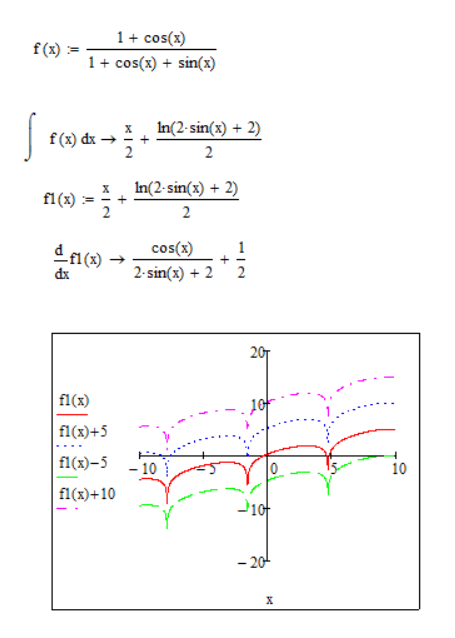 f(x) := (1 + cos(x))/(1 + cos(x) + sin(x))
∫ f(x) dx → x/2 + ln(2·sin(x) + 2)/2
f1(x) := x/2 + ln(2·sin(x) + 2)/2
d/dx f1(x) → cos(x)/(2·sin(x) + 2) + 1/2
20
10
f1(x)
f1(x)+5
f1(x)−5
f1(x)+10
−10 −5 0 5 10
−10
−20
x